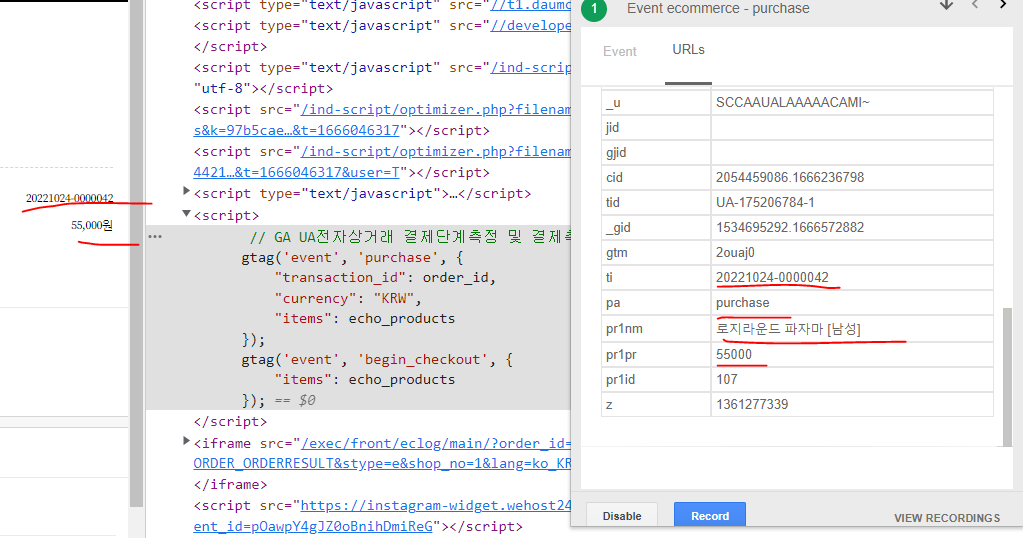 20221024-0000042
55,000원
<script type="text/javascript" src="//t1.daumc
<script type="text/javascript" src="//develope
</script>
<script type="text/javascript" src="/ind-scrip
"utf-8"></script>
<script src="/ind-script/optimizer.php?filenam
s&k=97b5cae…&t=1666046317"></script>
<script src="/ind-script/optimizer.php?filenam
4421…&t=1666046317&user=T"></script>
<script type="text/javascript">…</script>
<script>
// GA UA전자상거래 결제단계측정 및 결제측
gtag('event', 'purchase', {
"transaction_id": order_id,
"currency": "KRW",
"items": echo_products
});
gtag('event', 'begin_checkout', {
"items": echo_products
}); == $0
</script>
<iframe src="/exec/front/eclog/main/?order_id=
ORDER_ORDERRESULT&stype=e&shop_no=1&lang=ko_KR
</iframe>
<script src="https://instagram-widget.wehost24
ent_id=pOawpY4gJZ0oBnihDmiReG"></script>
1 Event ecommerce - purchase
Event URLs
_u SCCAAUALAAAAACAMI~
jid
gjid
cid 2054459086.1666236798
tid UA-175206784-1
_gid 1534695292.1666572882
gtm 2ouaj0
ti 20221024-0000042
pa purchase
pr1nm 로지라운드 파자마 [남성]
pr1pr 55000
pr1id 107
z 1361277339
Disable Record VIEW RECORDINGS